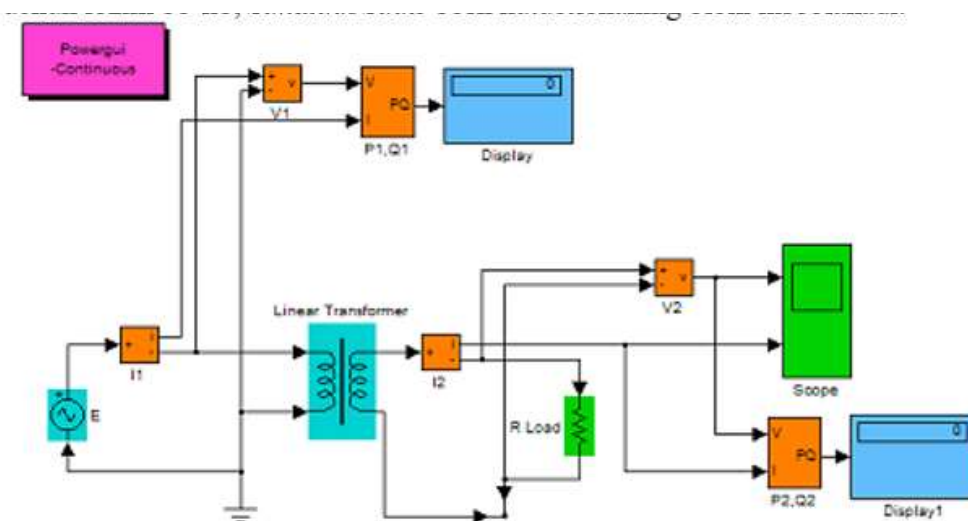 Powergui
-Continuous
+
-
v
V1
V
I
PQ
P1,Q1
0
Display
Linear Transformer
+
i
-
I1
+
E
+
i
-
I2
+
-
v
V2
R Load
Scope
V
I
PQ
P2,Q2
0
Display1